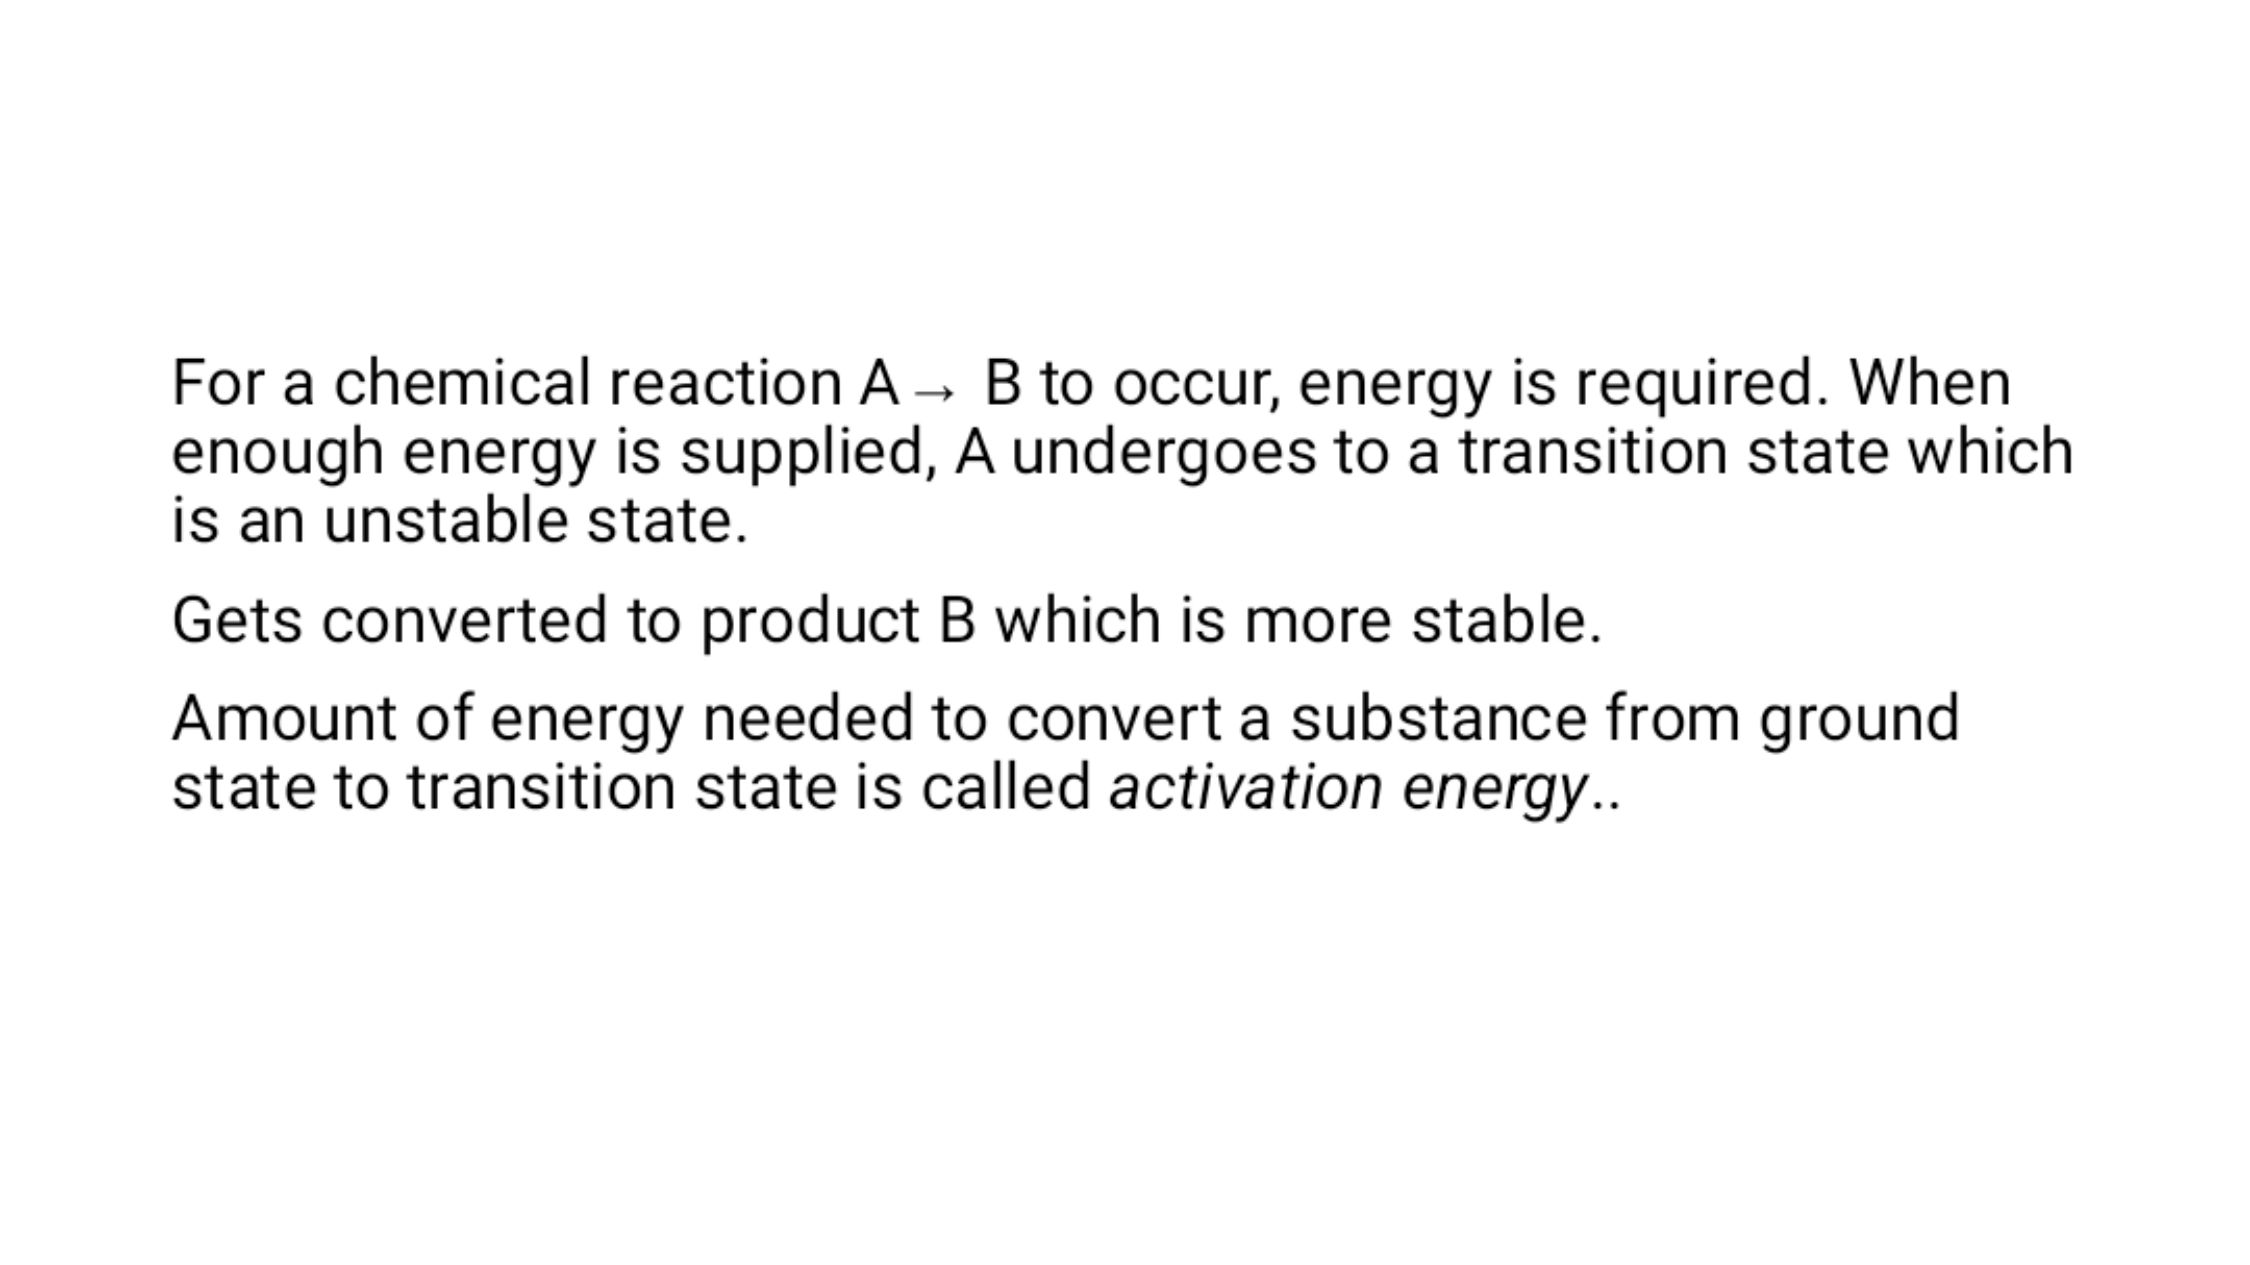 For a chemical reaction A→ B to occur, energy is required. When
enough energy is supplied, A undergoes to a transition state which
is an unstable state.
Gets converted to product B which is more stable.
Amount of energy needed to convert a substance from ground
state to transition state is called activation energy..